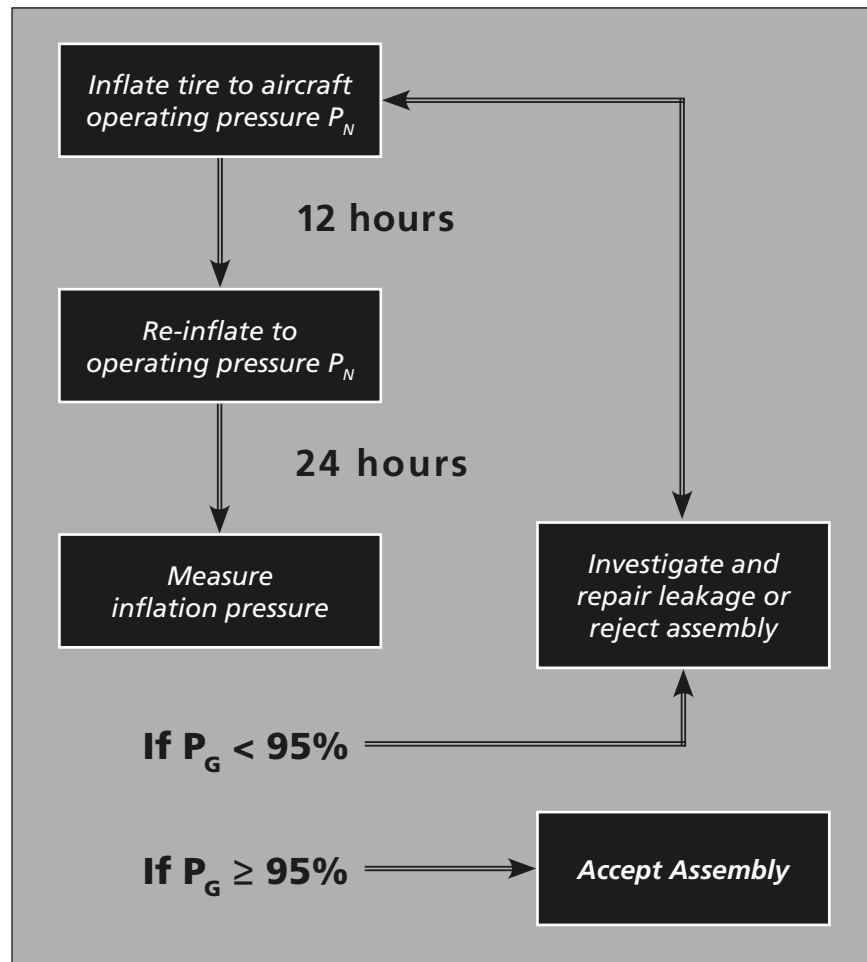 Inflate tire to aircraft
operating pressure P_N
12 hours
Re-inflate to
operating pressure P_N
24 hours
Measure
inflation pressure
Investigate and
repair leakage or
reject assembly
If P_G < 95%
If P_G ≥ 95%
Accept Assembly